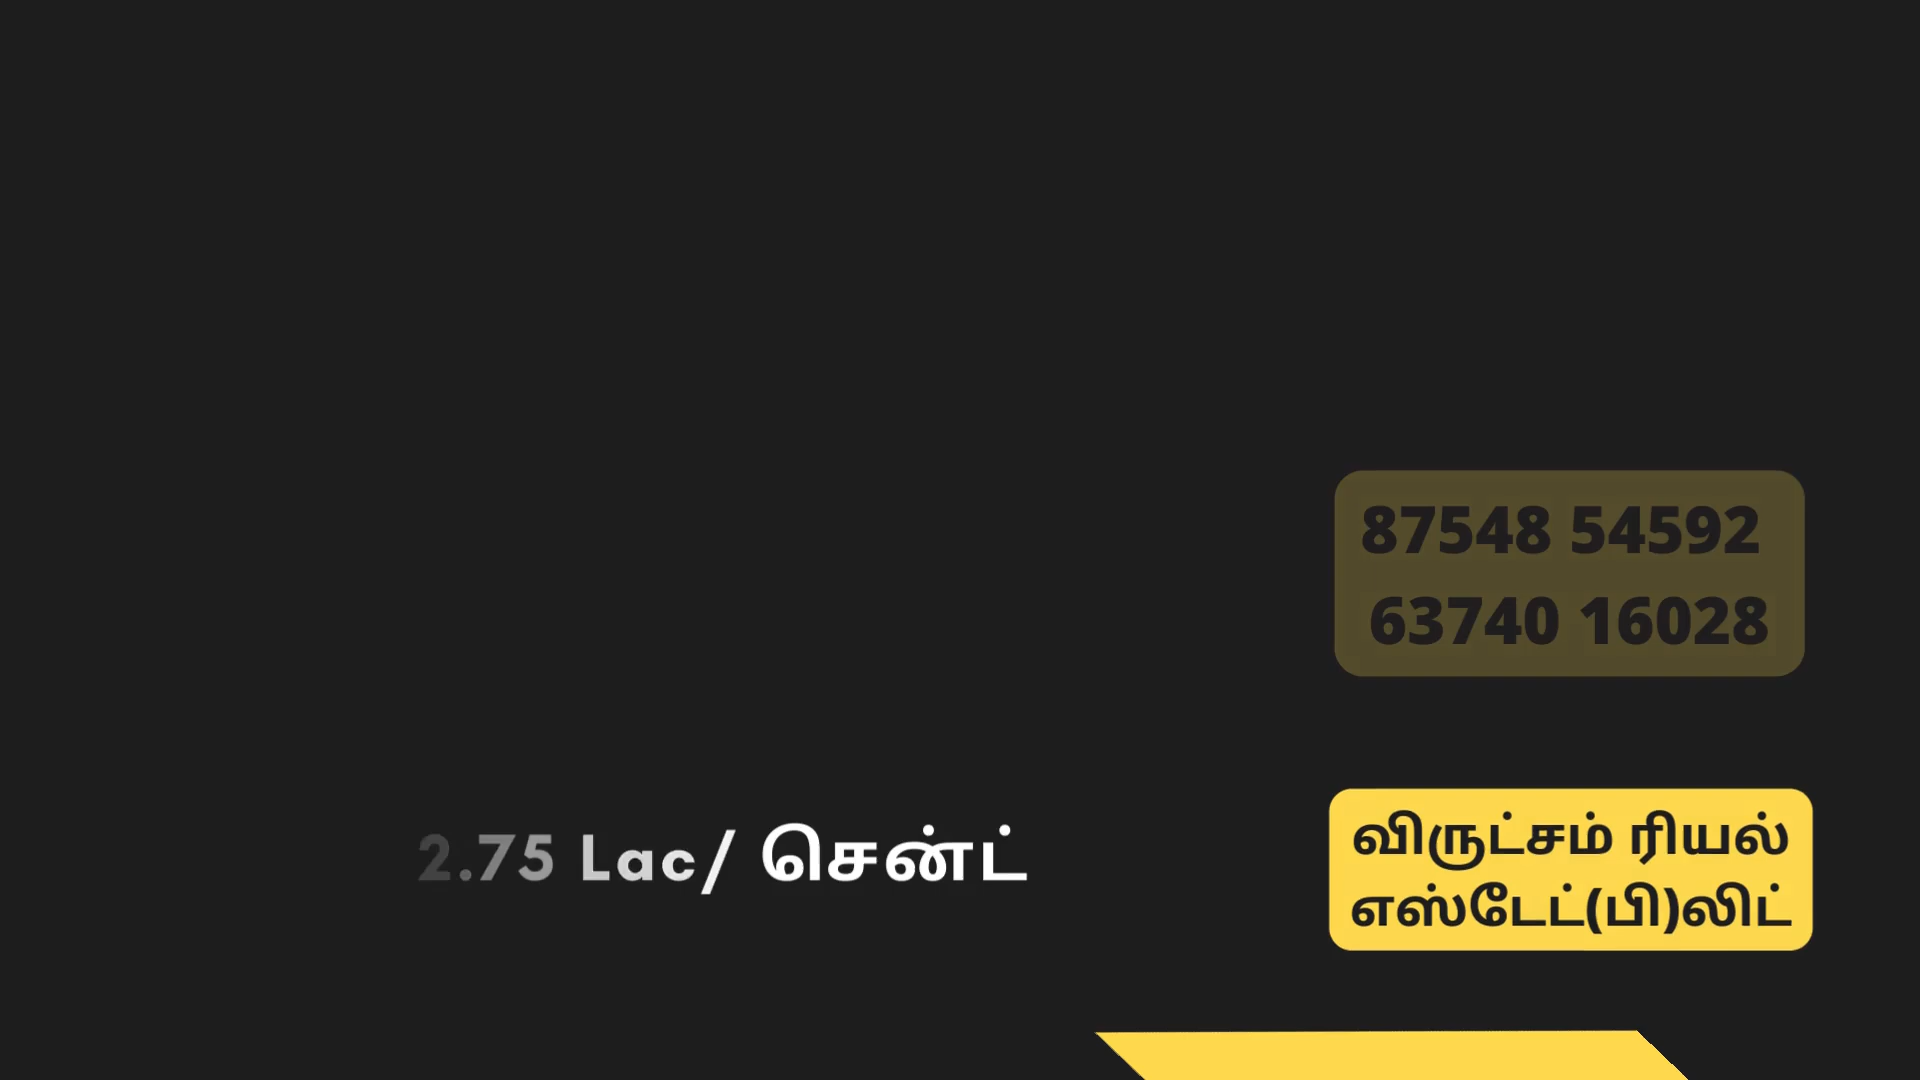 87548 54592
63740 16028
2.75 Lac/ சென்ட்
விருட்சம் ரியல்
எஸ்டேட்(பி)லிட்